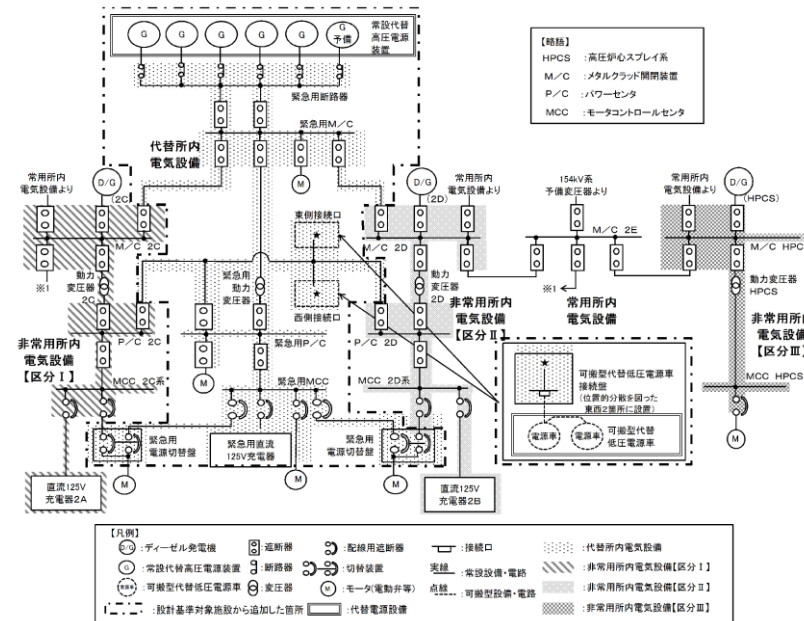 G
G
G
G
G
G
予備
常設代替
高圧電源
装置
【略語】
HPCS :高圧炉心スプレイ系
M/C :メタルクラッド開閉装置
P/C :パワーセンタ
MCC :モータコントロールセンタ
緊急用断路器
緊急用M/C
代替所内
電気設備
M
常用所内
電気設備より
D/G
(2C)
M/C 2C
※1
動力
変圧器
2C
P/C 2C
非常用所内
電気設備
【区分Ⅰ】
MCC 2C系
直流125V
充電器2A
M
緊急用
電源切替盤
緊急用
動力
変圧器
緊急用P/C
M
緊急用MCC
緊急用直流
125V充電器
M
東側接続口
西側接続口
D/G
(2D)
常用所内
電気設備より
M/C 2D
動力
変圧器
2D
P/C 2D
非常用所内
電気設備
【区分Ⅱ】
MCC 2D系
緊急用
電源切替盤
M
直流125V
充電器2B
154kV系
予備変圧器より
M/C 2E
※1
常用所内
電気設備
常用所内
電気設備より
D/G
(HPCS)
M/C HPC
動力変圧器
HPCS
非常用所内
電気設備
【区分Ⅲ】
MCC HPCS
M
可搬型代替低圧電源車
接続盤
(位置的分散を図った
東西2箇所に設置)
電源車
電源車
可搬型代替
低圧電源車
【凡例】
D/G :ディーゼル発電機
:遮断器
:配線用遮断器
:接続口
:代替所内電気設備
G :常設代替高圧電源装置
:断路器
:切替装置
実線 :常設設備・電路
:非常用所内電気設備【区分Ⅰ】
電源車 :可搬型代替低圧電源車
:変圧器
M :モータ(電動弁等)
点線 :可搬型設備・電路
:非常用所内電気設備【区分Ⅱ】
:設計基準対象施設から追加した箇所
:代替電源設備
:非常用所内電気設備【区分Ⅲ】